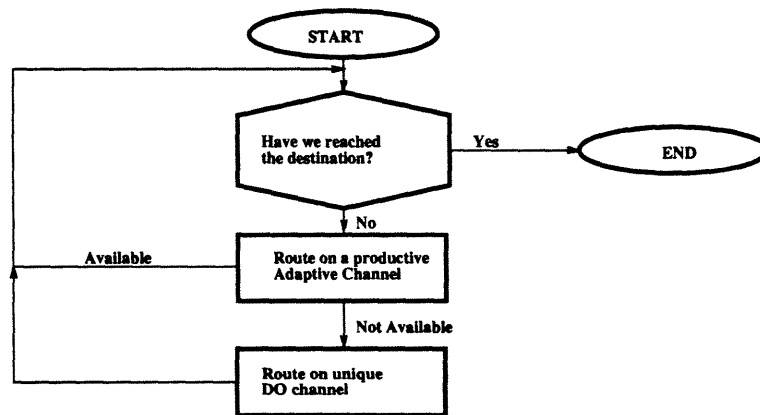 START
Have we reached
the destination?
Yes
END
No
Route on a productive
Adaptive Channel
Available
Not Available
Route on unique
DO channel